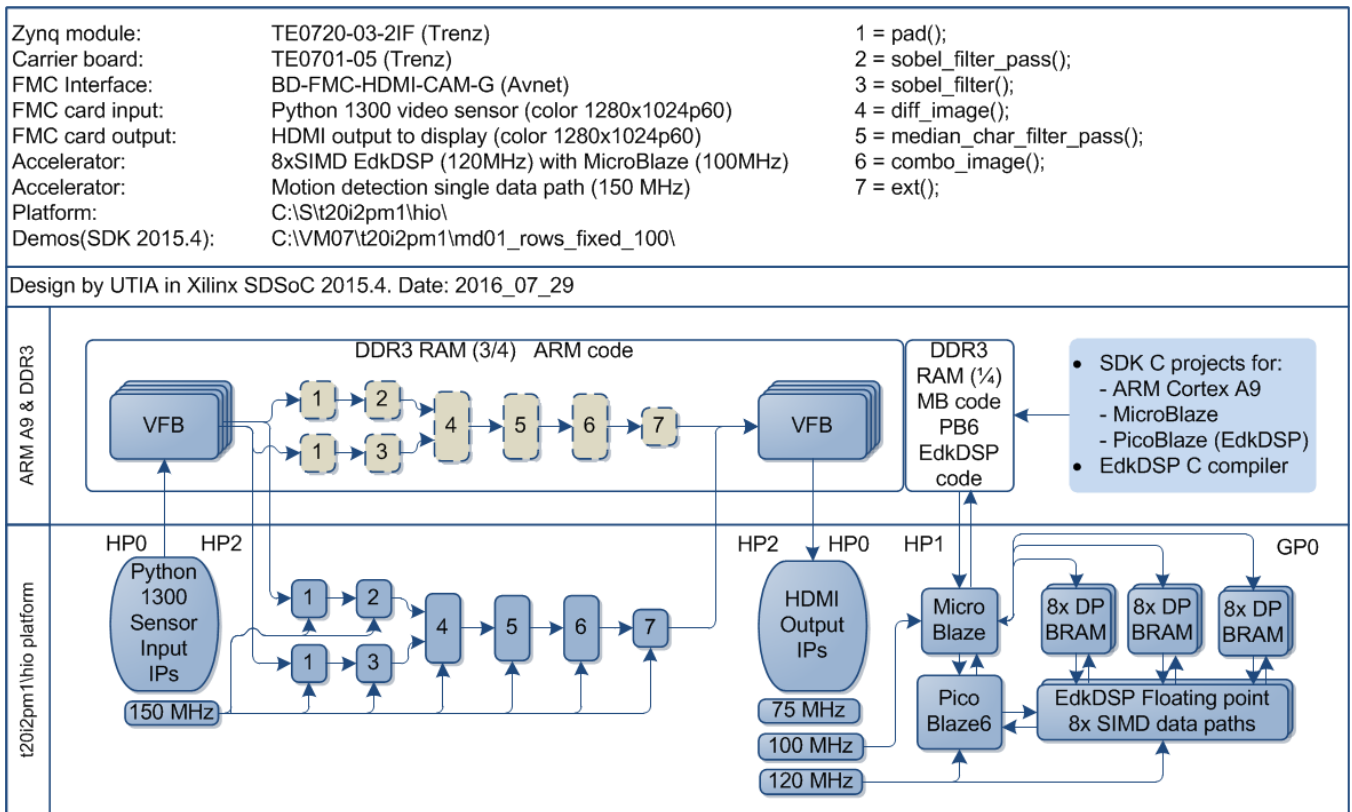 Zynq module: TE0720-03-2IF (Trenz)
Carrier board: TE0701-05 (Trenz)
FMC Interface: BD-FMC-HDMI-CAM-G (Avnet)
FMC card input: Python 1300 video sensor (color 1280x1024p60)
FMC card output: HDMI output to display (color 1280x1024p60)
Accelerator: 8xSIMD EdkDSP (120MHz) with MicroBlaze (100MHz)
Accelerator: Motion detection single data path (150 MHz)
Platform: C:\S\t20i2pm1\hio\
Demos(SDK 2015.4): C:\VM07\t20i2pm1\md01_rows_fixed_100\
1 = pad();
2 = sobel_filter_pass();
3 = sobel_filter();
4 = diff_image();
5 = median_char_filter_pass();
6 = combo_image();
7 = ext();
Design by UTIA in Xilinx SDSoC 2015.4. Date: 2016_07_29
ARM A9 & DDR3
DDR3 RAM (3/4) ARM code
VFB
1
2
1
3
4
5
6
7
VFB
DDR3
RAM (¼)
MB code
PB6
EdkDSP
code
• SDK C projects for:
- ARM Cortex A9
- MicroBlaze
- PicoBlaze (EdkDSP)
• EdkDSP C compiler
t20i2pm1\hio platform
HP0
HP2
Python
1300
Sensor
Input
IPs
150 MHz
1
2
1
3
4
5
6
7
HP2
HP0
HDMI
Output
IPs
75 MHz
100 MHz
120 MHz
HP1
GP0
Micro
Blaze
Pico
Blaze6
8x DP
BRAM
8x DP
BRAM
8x DP
BRAM
EdkDSP Floating point
8x SIMD data paths